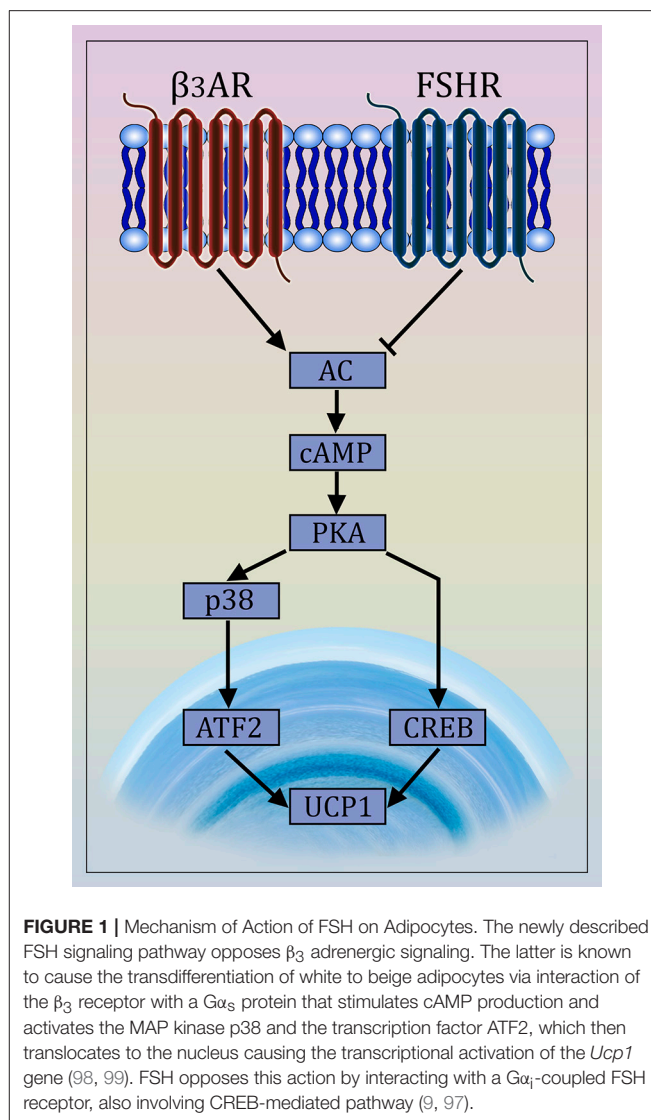 β3AR
FSHR
AC
cAMP
PKA
p38
ATF2
CREB
UCP1
FIGURE 1 | Mechanism of Action of FSH on Adipocytes. The newly described
FSH signaling pathway opposes β₃ adrenergic signaling. The latter is known
to cause the transdifferentiation of white to beige adipocytes via interaction of
the β₃ receptor with a Gαₛ protein that stimulates cAMP production and
activates the MAP kinase p38 and the transcription factor ATF2, which then
translocates to the nucleus causing the transcriptional activation of the Ucp1
gene (98, 99). FSH opposes this action by interacting with a Gαᵢ-coupled FSH
receptor, also involving CREB-mediated pathway (9, 97).